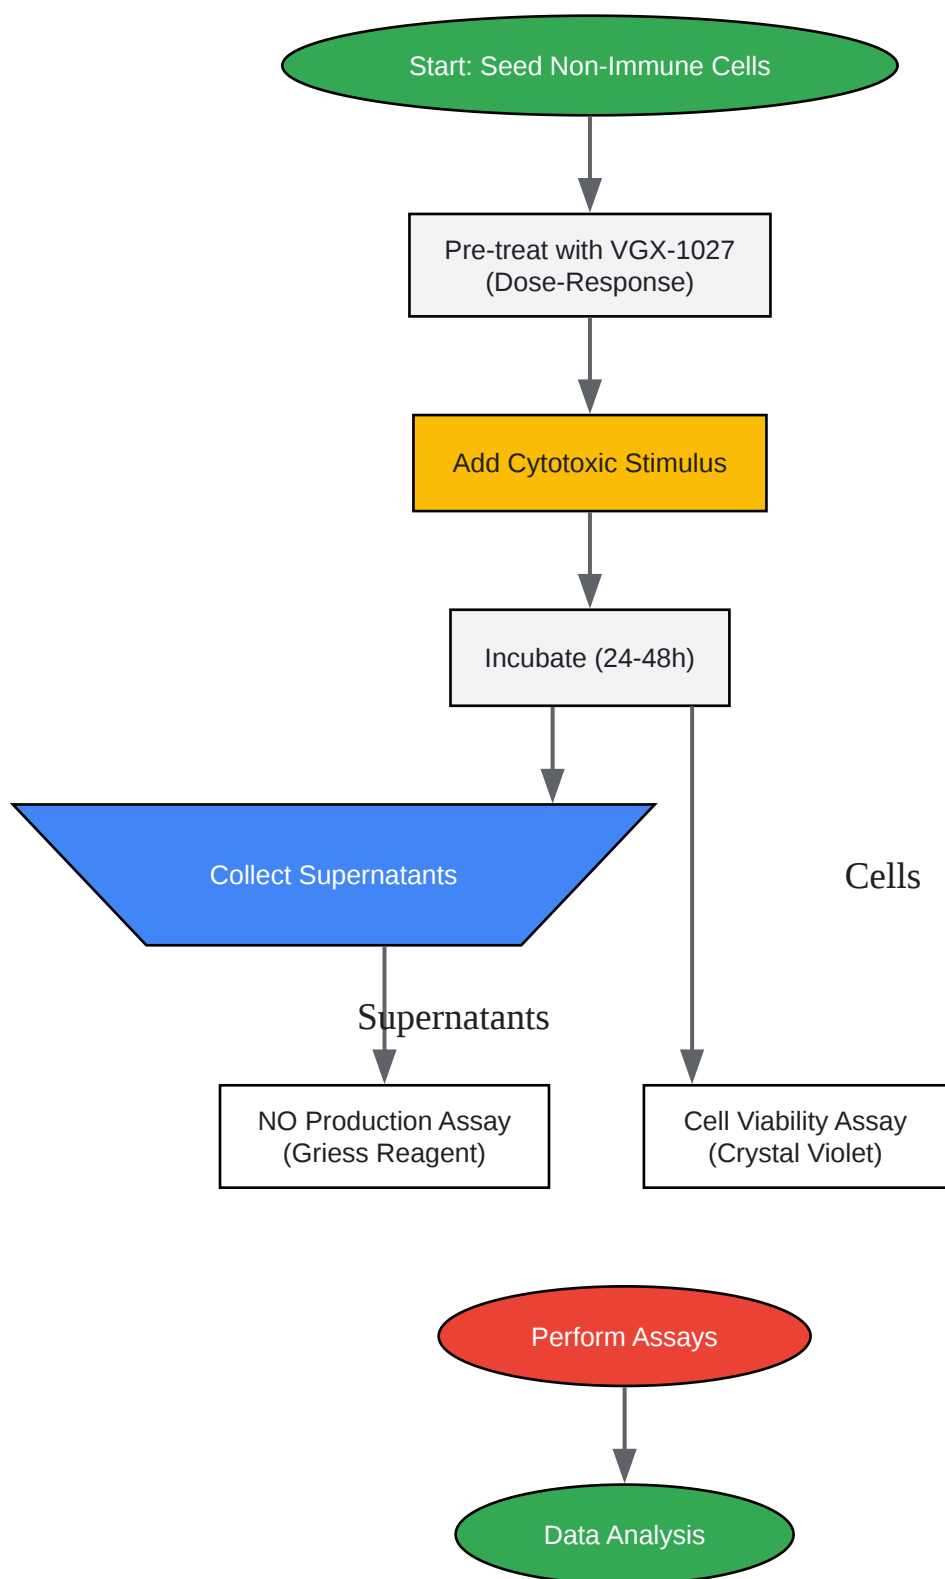 Start: Seed Non-Immune Cells
Pre-treat with VGX-1027
(Dose-Response)
Add Cytotoxic Stimulus
Incubate (24-48h)
Collect Supernatants
Cells
Supernatants
NO Production Assay
(Griess Reagent)
Cell Viability Assay
(Crystal Violet)
Perform Assays
Data Analysis